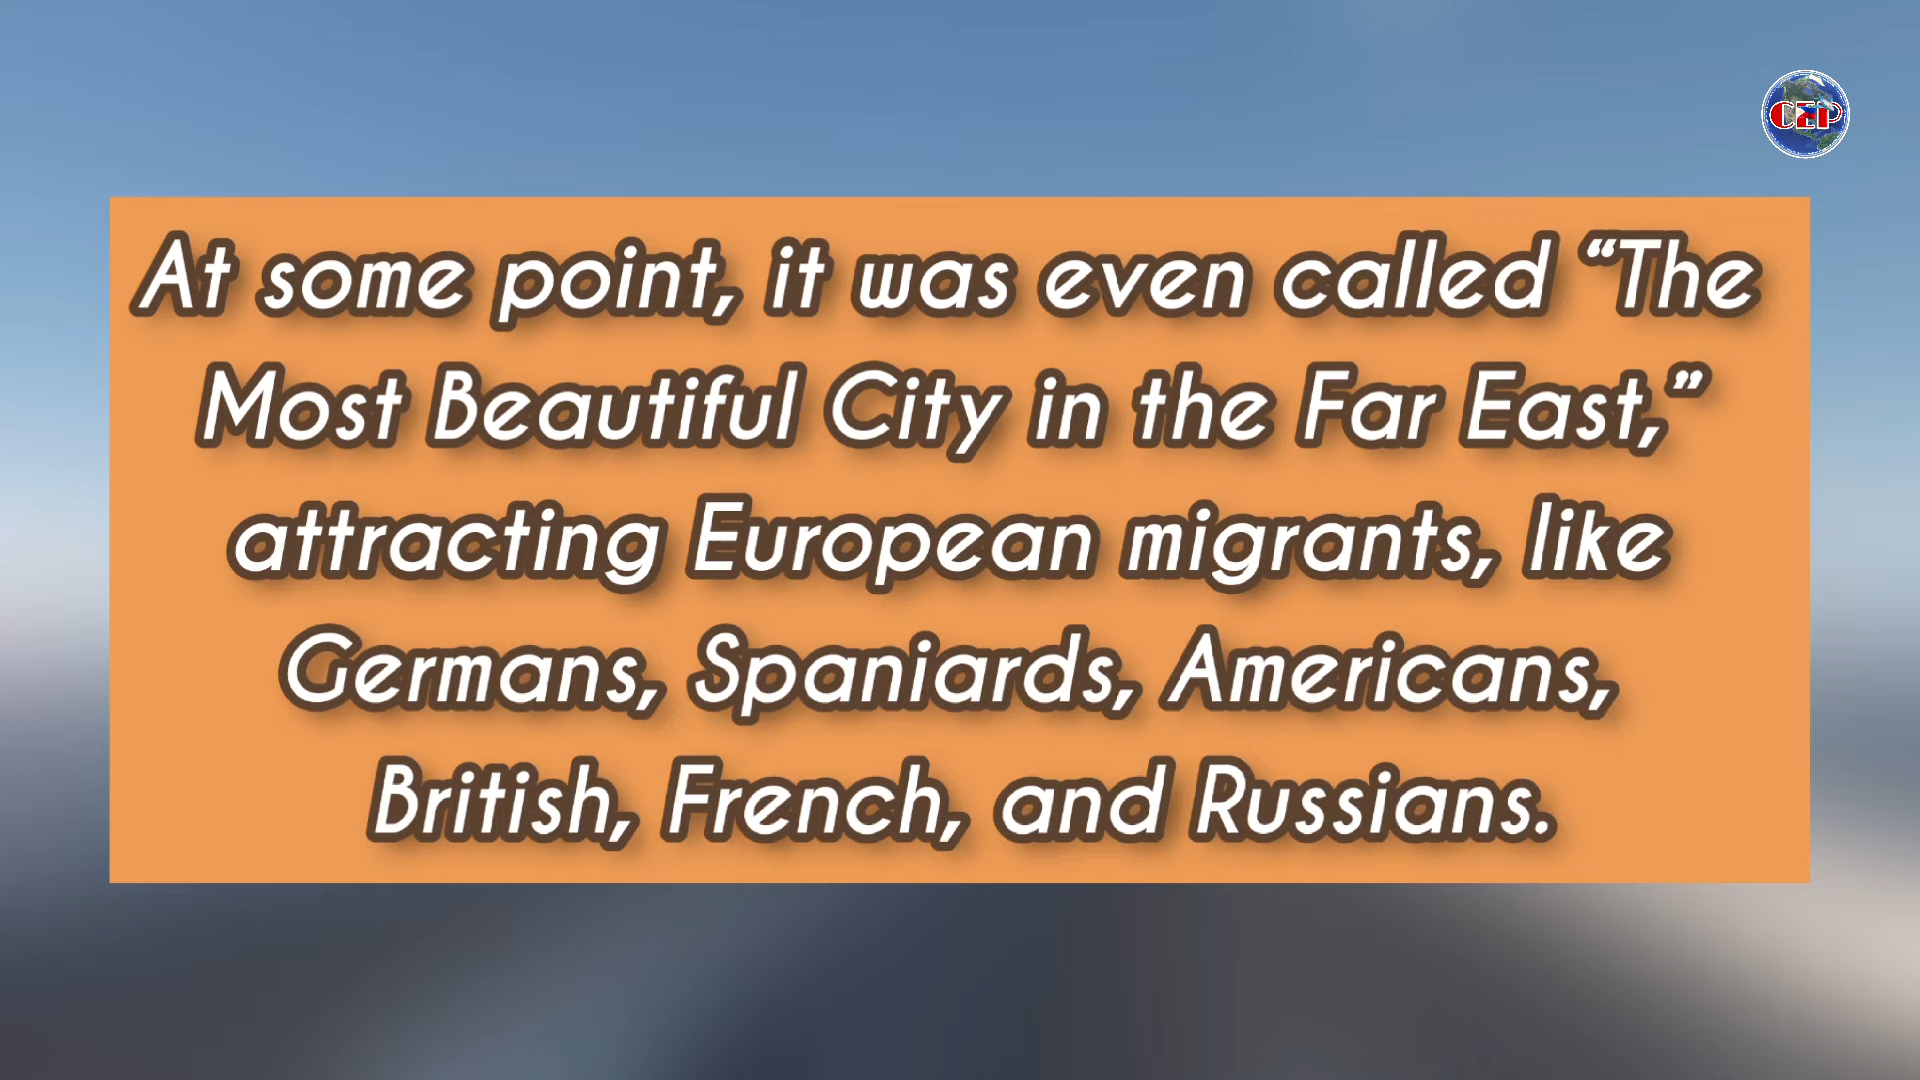 CEP
At some point, it was even called “The
Most Beautiful City in the Far East,”
attracting European migrants, like
Germans, Spaniards, Americans,
British, French, and Russians.